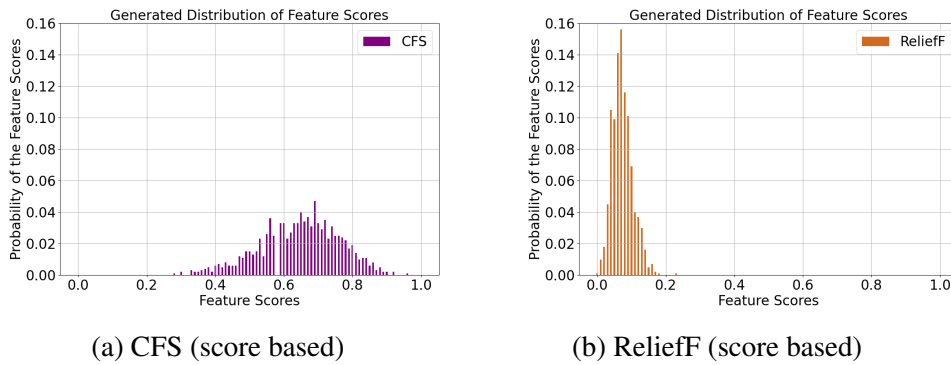 Generated Distribution of Feature Scores
CFS
Probability of the Feature Scores
0.16
0.14
0.12
0.10
0.08
0.06
0.04
0.02
0.00
0.0 0.2 0.4 0.6 0.8 1.0
Feature Scores
(a) CFS (score based)
Generated Distribution of Feature Scores
ReliefF
Probability of the Feature Scores
0.16
0.14
0.12
0.10
0.08
0.06
0.04
0.02
0.00
0.0 0.2 0.4 0.6 0.8 1.0
Feature Scores
(b) ReliefF (score based)